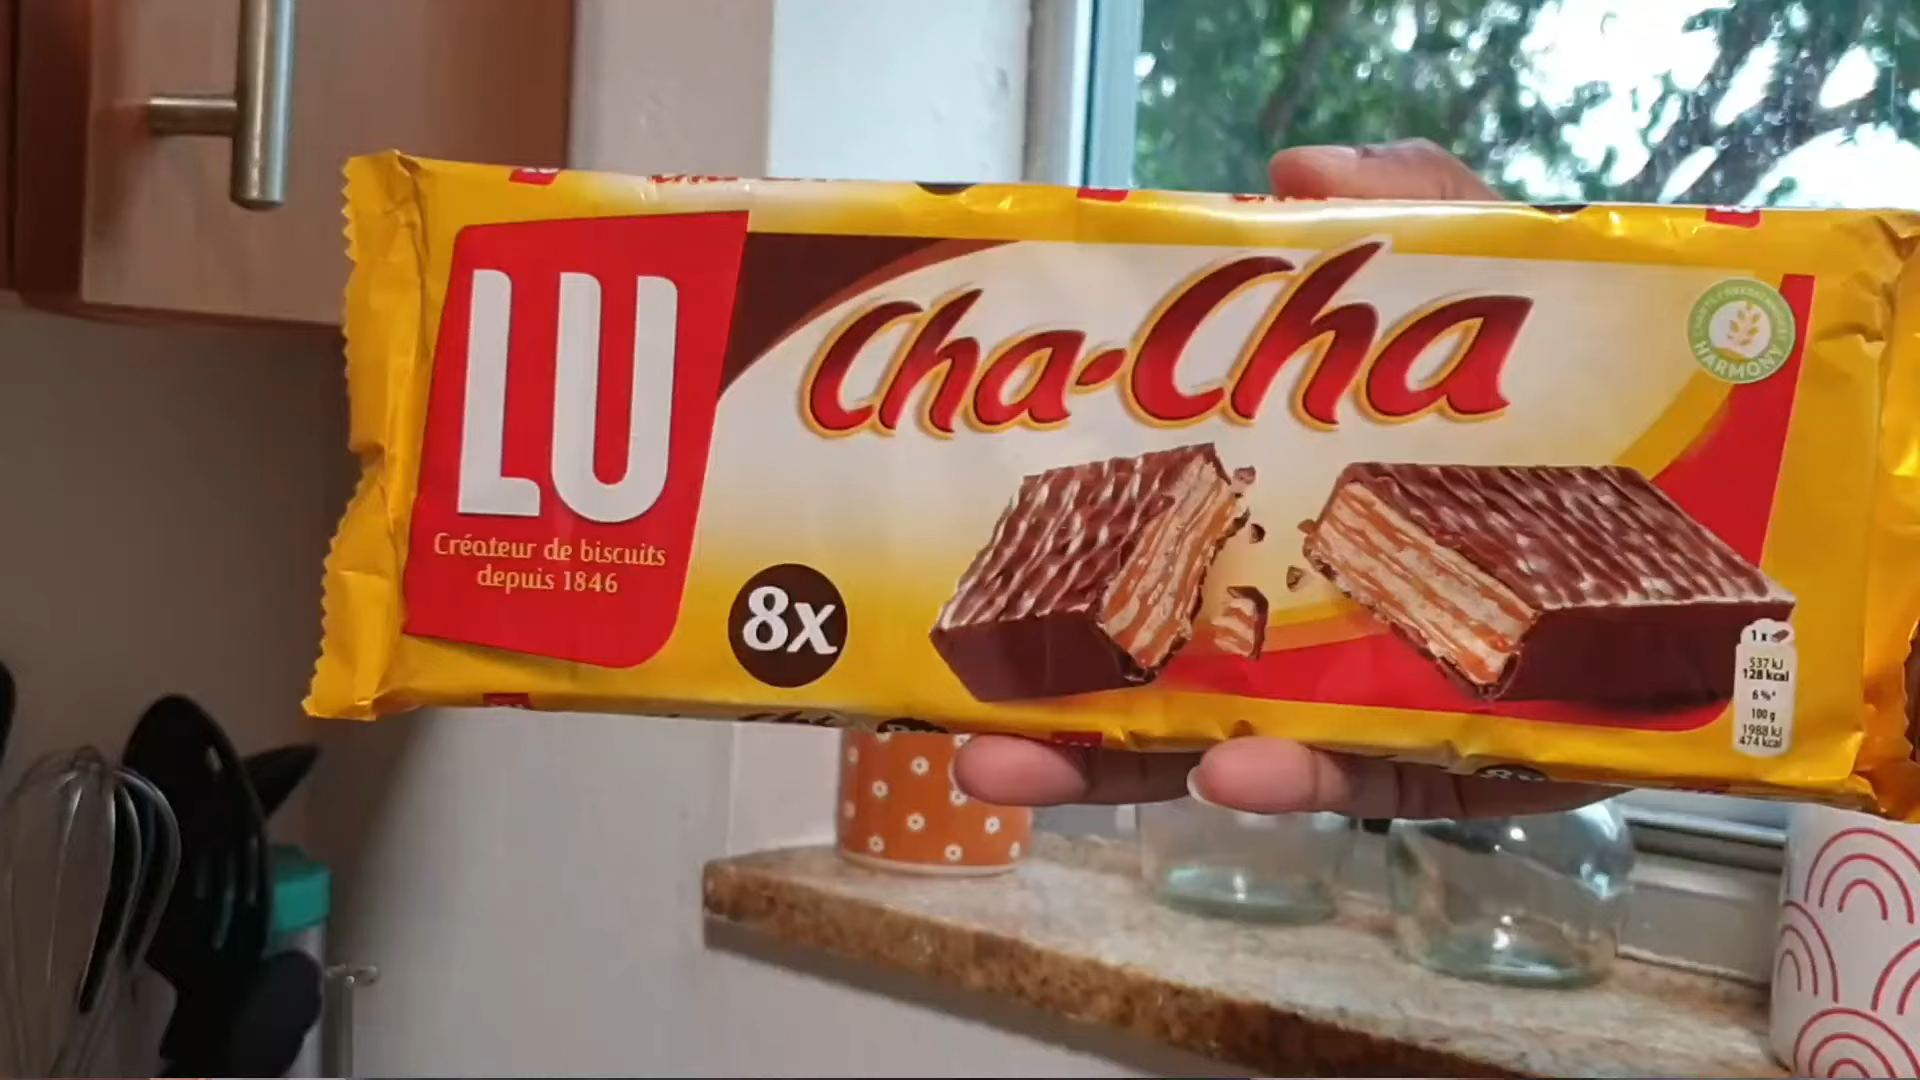 LU
Créateur de biscuits
depuis 1846
Cha-Cha
8x
HARMONY
1x
537 kJ
128 kcal
6%*
100 g
1988 kJ
474 kcal